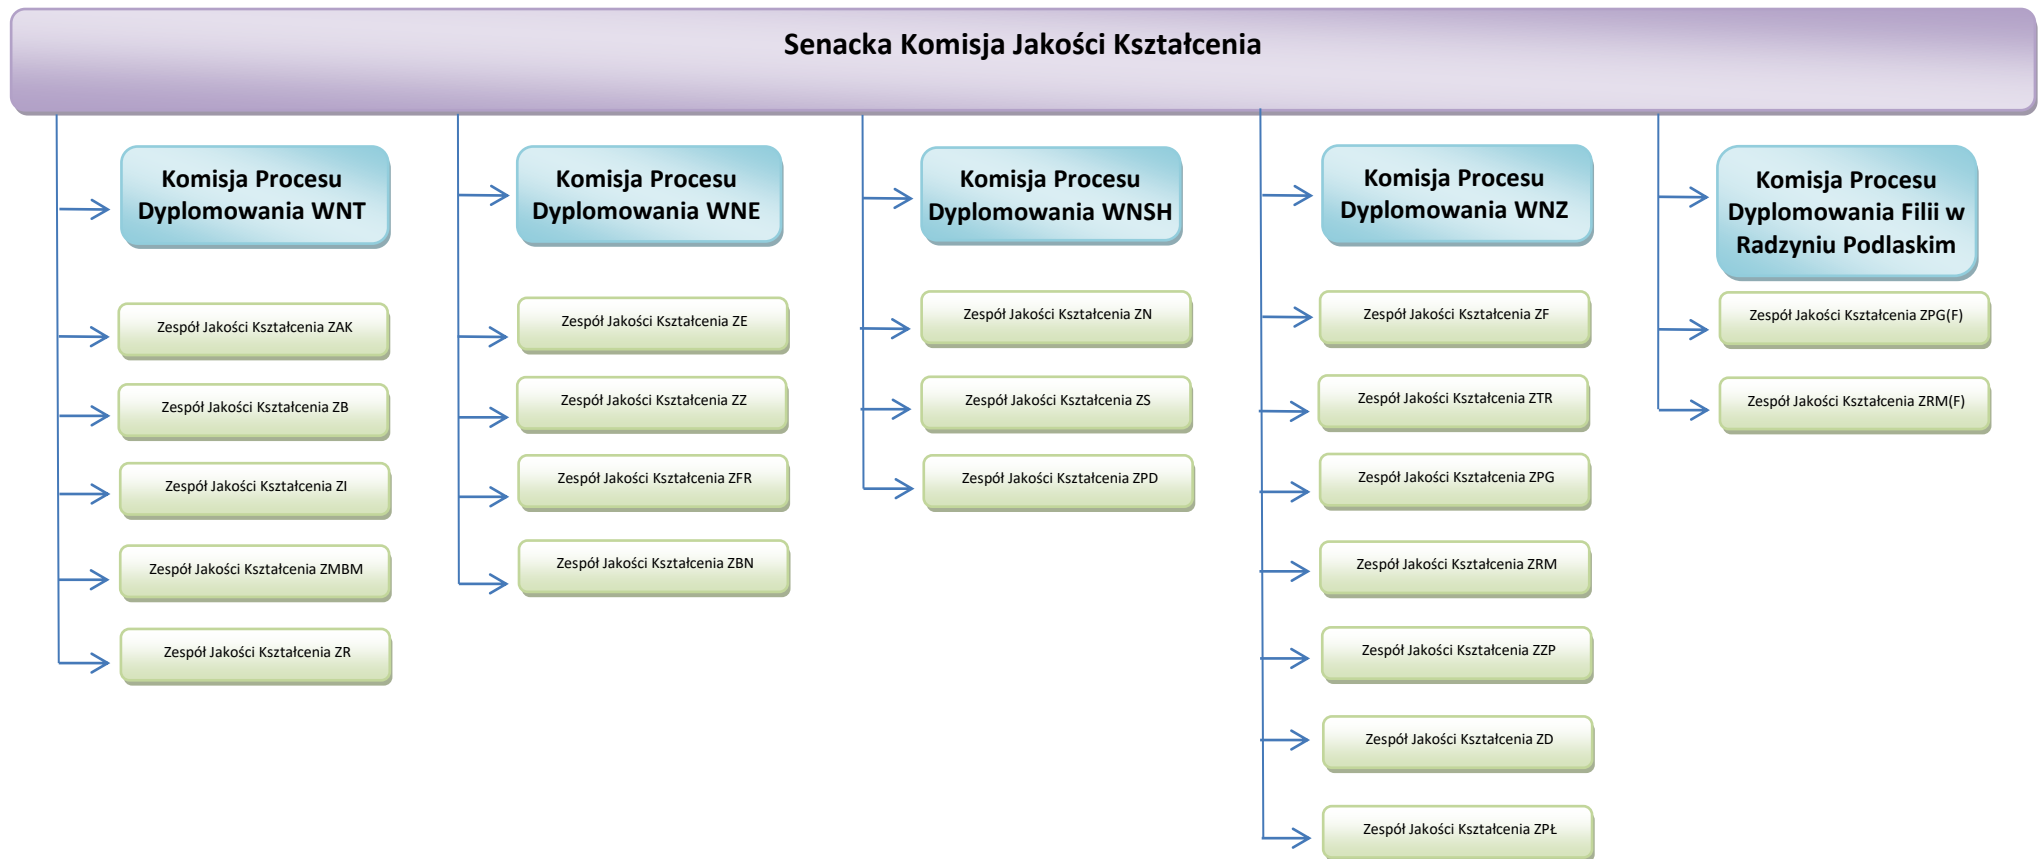 Senacka Komisja Jakości Kształcenia
Komisja Procesu
Dyplomowania WNT
Zespół Jakości Kształcenia ZAK
Zespół Jakości Kształcenia ZB
Zespół Jakości Kształcenia ZI
Zespół Jakości Kształcenia ZMBM
Zespół Jakości Kształcenia ZR
Komisja Procesu
Dyplomowania WNE
Zespół Jakości Kształcenia ZE
Zespół Jakości Kształcenia ZZ
Zespół Jakości Kształcenia ZFR
Zespół Jakości Kształcenia ZBN
Komisja Procesu
Dyplomowania WNSH
Zespół Jakości Kształcenia ZN
Zespół Jakości Kształcenia ZS
Zespół Jakości Kształcenia ZPD
Komisja Procesu
Dyplomowania WNZ
Zespół Jakości Kształcenia ZF
Zespół Jakości Kształcenia ZTR
Zespół Jakości Kształcenia ZPG
Zespół Jakości Kształcenia ZRM
Zespół Jakości Kształcenia ZZP
Zespół Jakości Kształcenia ZD
Zespół Jakości Kształcenia ZPŁ
Komisja Procesu
Dyplomowania Filii w
Radzyniu Podlaskim
Zespół Jakości Kształcenia ZPG(F)
Zespół Jakości Kształcenia ZRM(F)